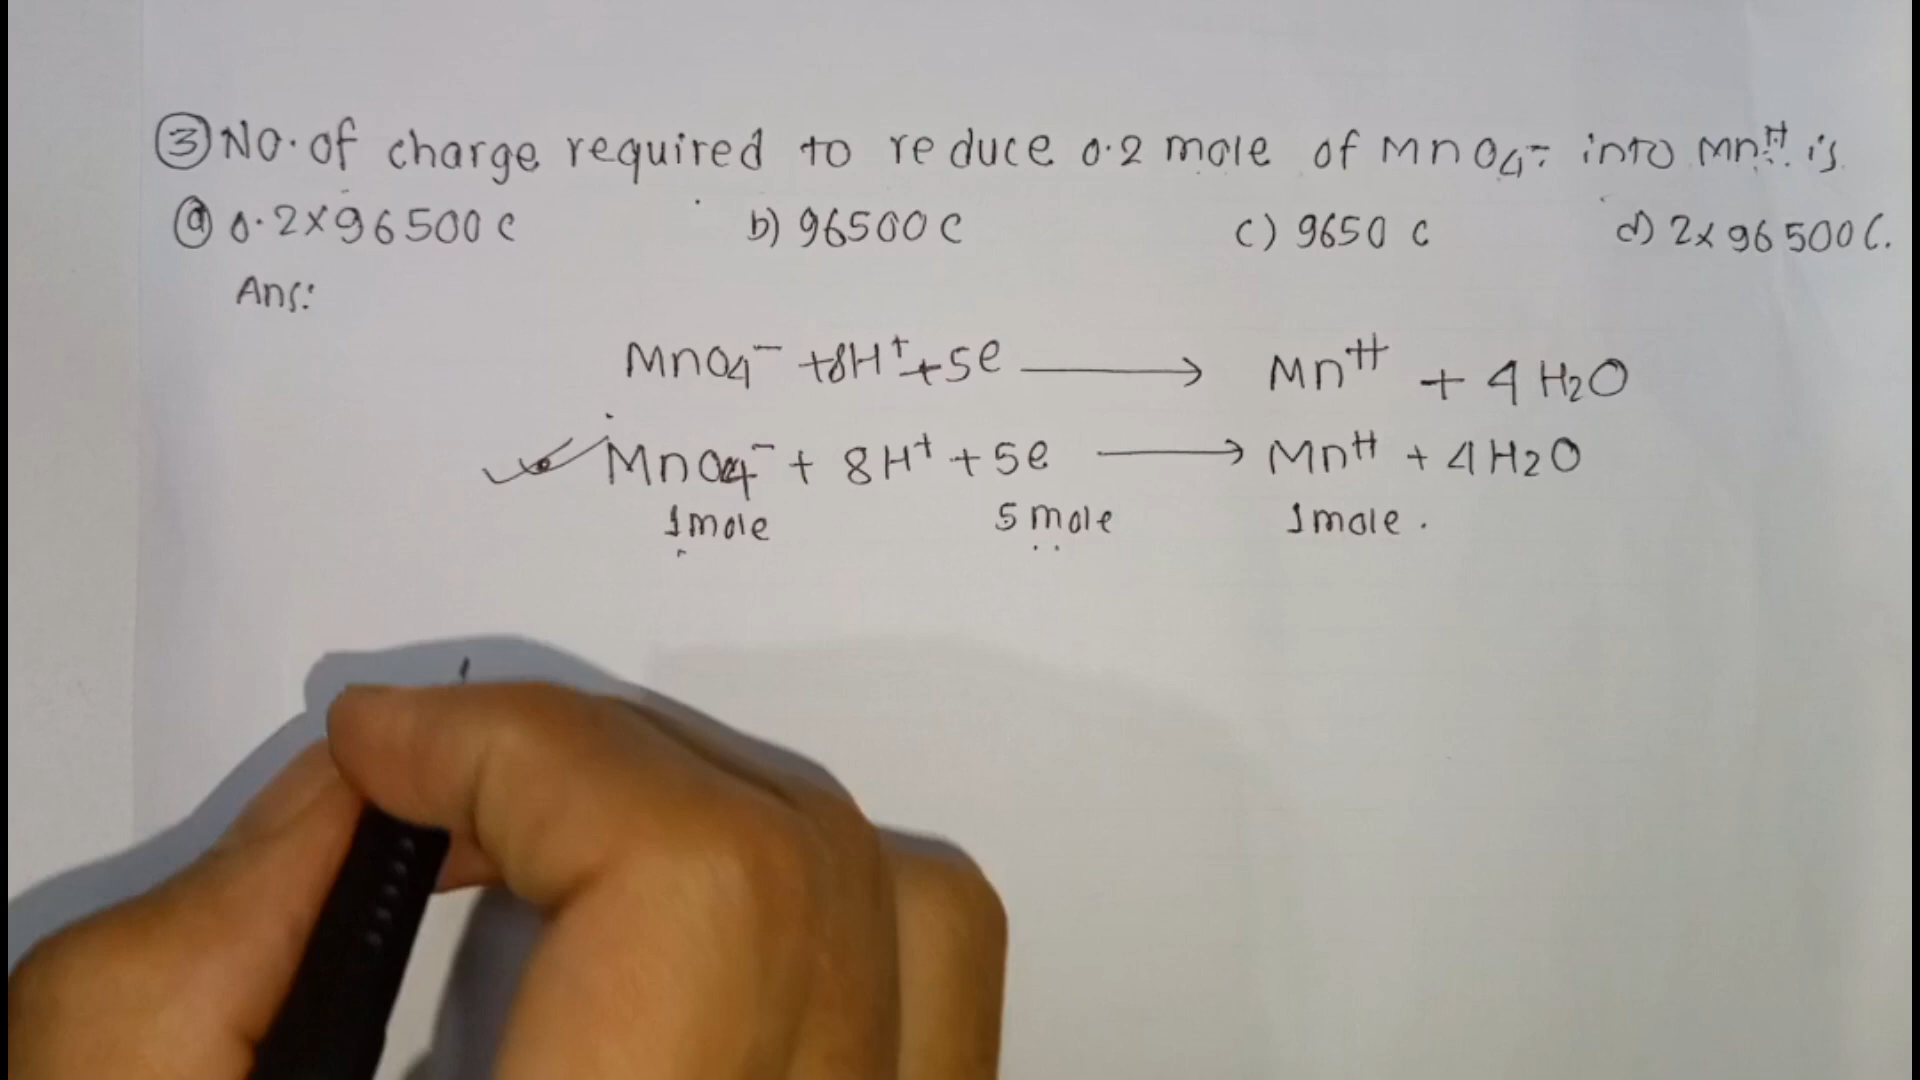 ③ No. of charge required to reduce 0.2 mole of MnO4- into Mn++ is
a) 0.2×96500 C b) 96500 C c) 9650 C d) 2×96500 C.
Ans:
MnO4- + 8H+ + 5e ⟶ Mn++ + 4H2O
MnO4- + 8H+ + 5e ⟶ Mn++ + 4H2O
1 mole 5 mole 1 mole.